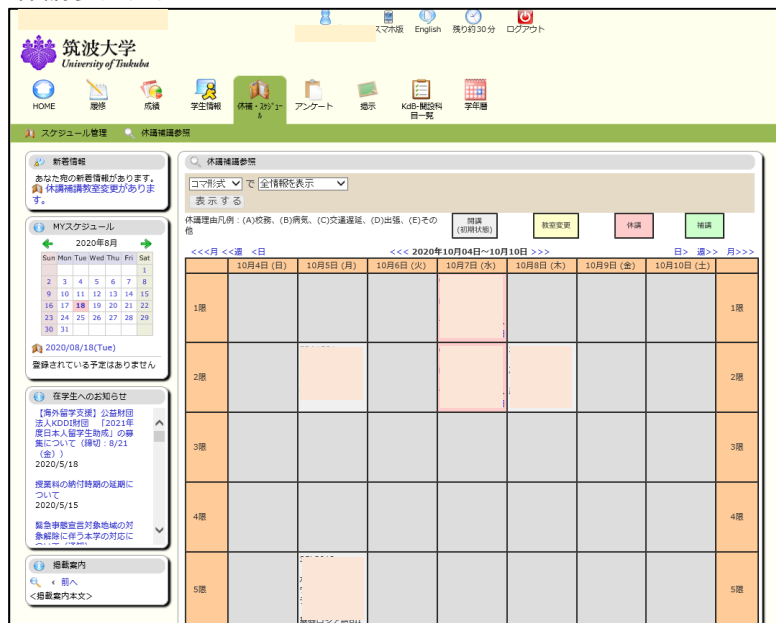 スマホ版 English 残り約30分 ログアウト
筑波大学
University of Tsukuba
HOME 履修 成績 学生情報 休補・ｽｹｼﾞｭｰﾙ アンケート 掲示 KdB-開設科目一覧 学年暦
スケジュール管理 休講補講参照
新着情報
あなた宛の新着情報があります。
休講補講教室変更があります。
MYスケジュール
2020年8月
Sun Mon Tue Wed Thu Fri Sat
1
2 3 4 5 6 7 8
9 10 11 12 13 14 15
16 17 18 19 20 21 22
23 24 25 26 27 28 29
30 31
2020/08/18(Tue)
登録されている予定はありません
在学生へのお知らせ
【海外留学支援】公益財団
法人KDDI財団 「2021年
度日本人留学生助成」の募
集について（締切：8/21
（金））
2020/5/18
授業料の納付時期の延期に
ついて
2020/5/15
緊急事態宣言対象地域の対
象解除に伴う本学の対応に
掲載案内
‹ 前へ
<掲載案内本文>
休講補講参照
コマ形式 で 全情報を表示
表示する
休講理由凡例：(A)校務、(B)病気、(C)交通遅延、(D)出張、(E)その
他
開講
(初期状態)
教室変更
休講
補講
<<<月 <<週 <日 <<< 2020年10月04日～10月10日 >>> 日> 週>> 月>>>
10月4日 (日) 10月5日 (月) 10月6日 (火) 10月7日 (水) 10月8日 (木) 10月9日 (金) 10月10日 (土)
1限 1限
2限 2限
3限 3限
4限 4限
5限 5限